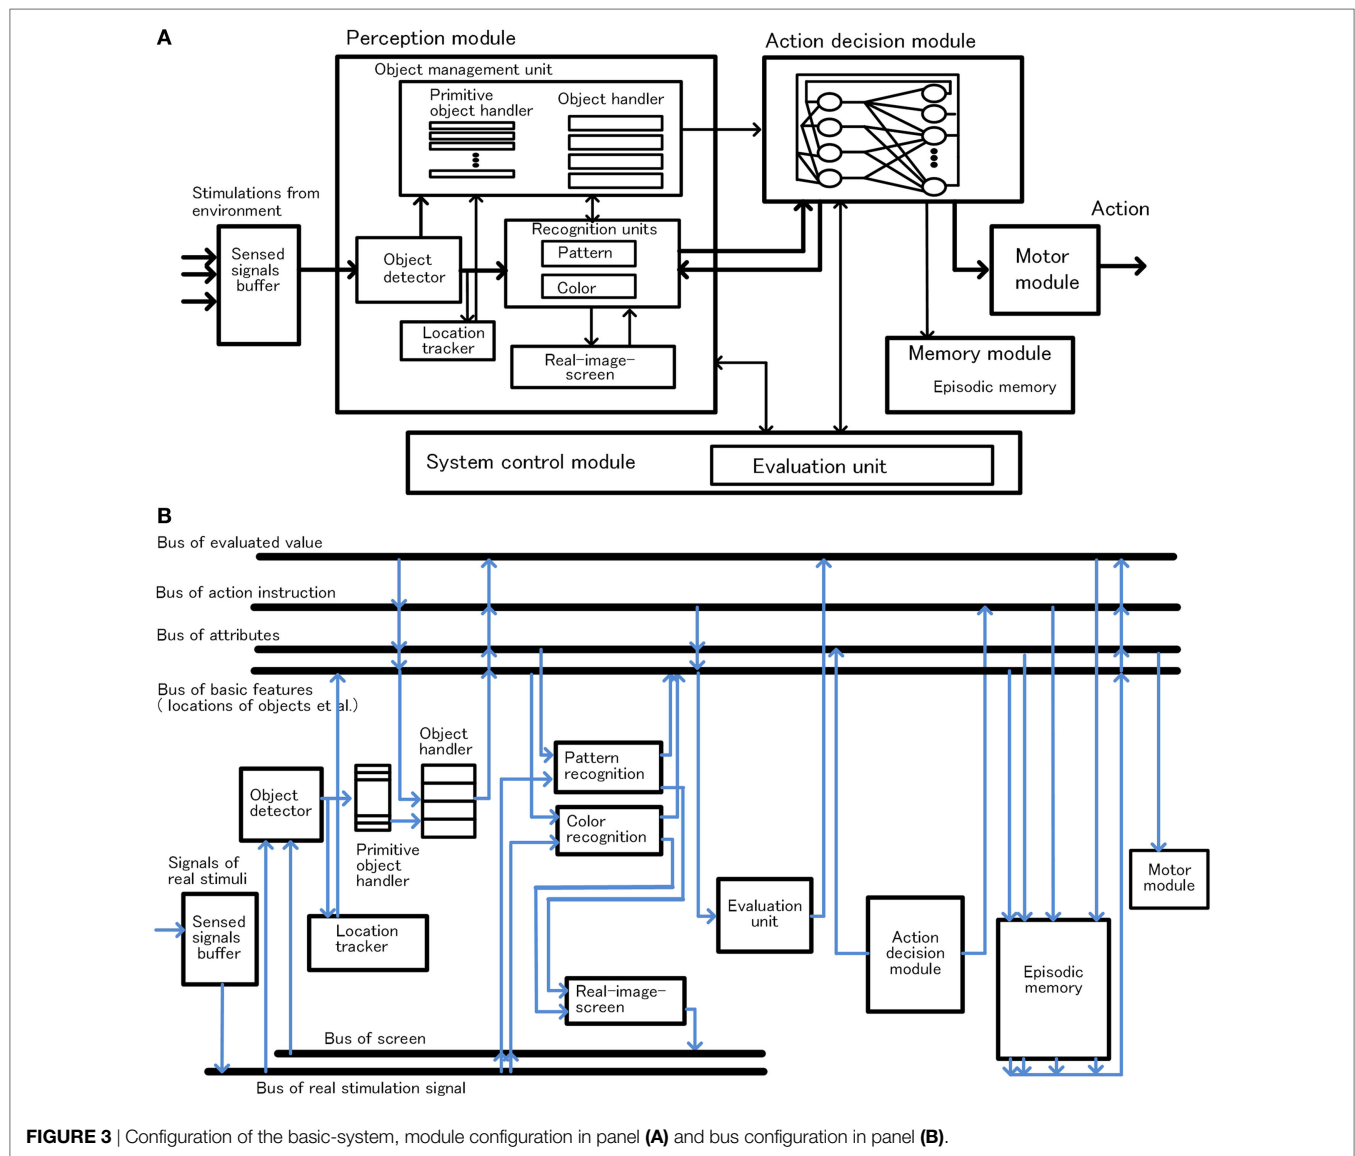 A
Perception module
Action decision module
Object management unit
Primitive
object handler
Object handler
Stimulations from
environment
Sensed
signals
buffer
Object
detector
Recognition units
Pattern
Color
Location
tracker
Real-image-
screen
Action
Motor
module
Memory module
Episodic memory
System control module
Evaluation unit
B
Bus of evaluated value
Bus of action instruction
Bus of attributes
Bus of basic features
( locations of objects et al.)
Object
handler
Pattern
recognition
Object
detector
Color
recognition
Primitive
object
handler
Signals of
real stimuli
Motor
module
Sensed
signals
buffer
Location
tracker
Evaluation
unit
Action
decision
module
Episodic
memory
Real-image-
screen
Bus of screen
Bus of real stimulation signal
FIGURE 3 | Configuration of the basic-system, module configuration in panel (A) and bus configuration in panel (B).